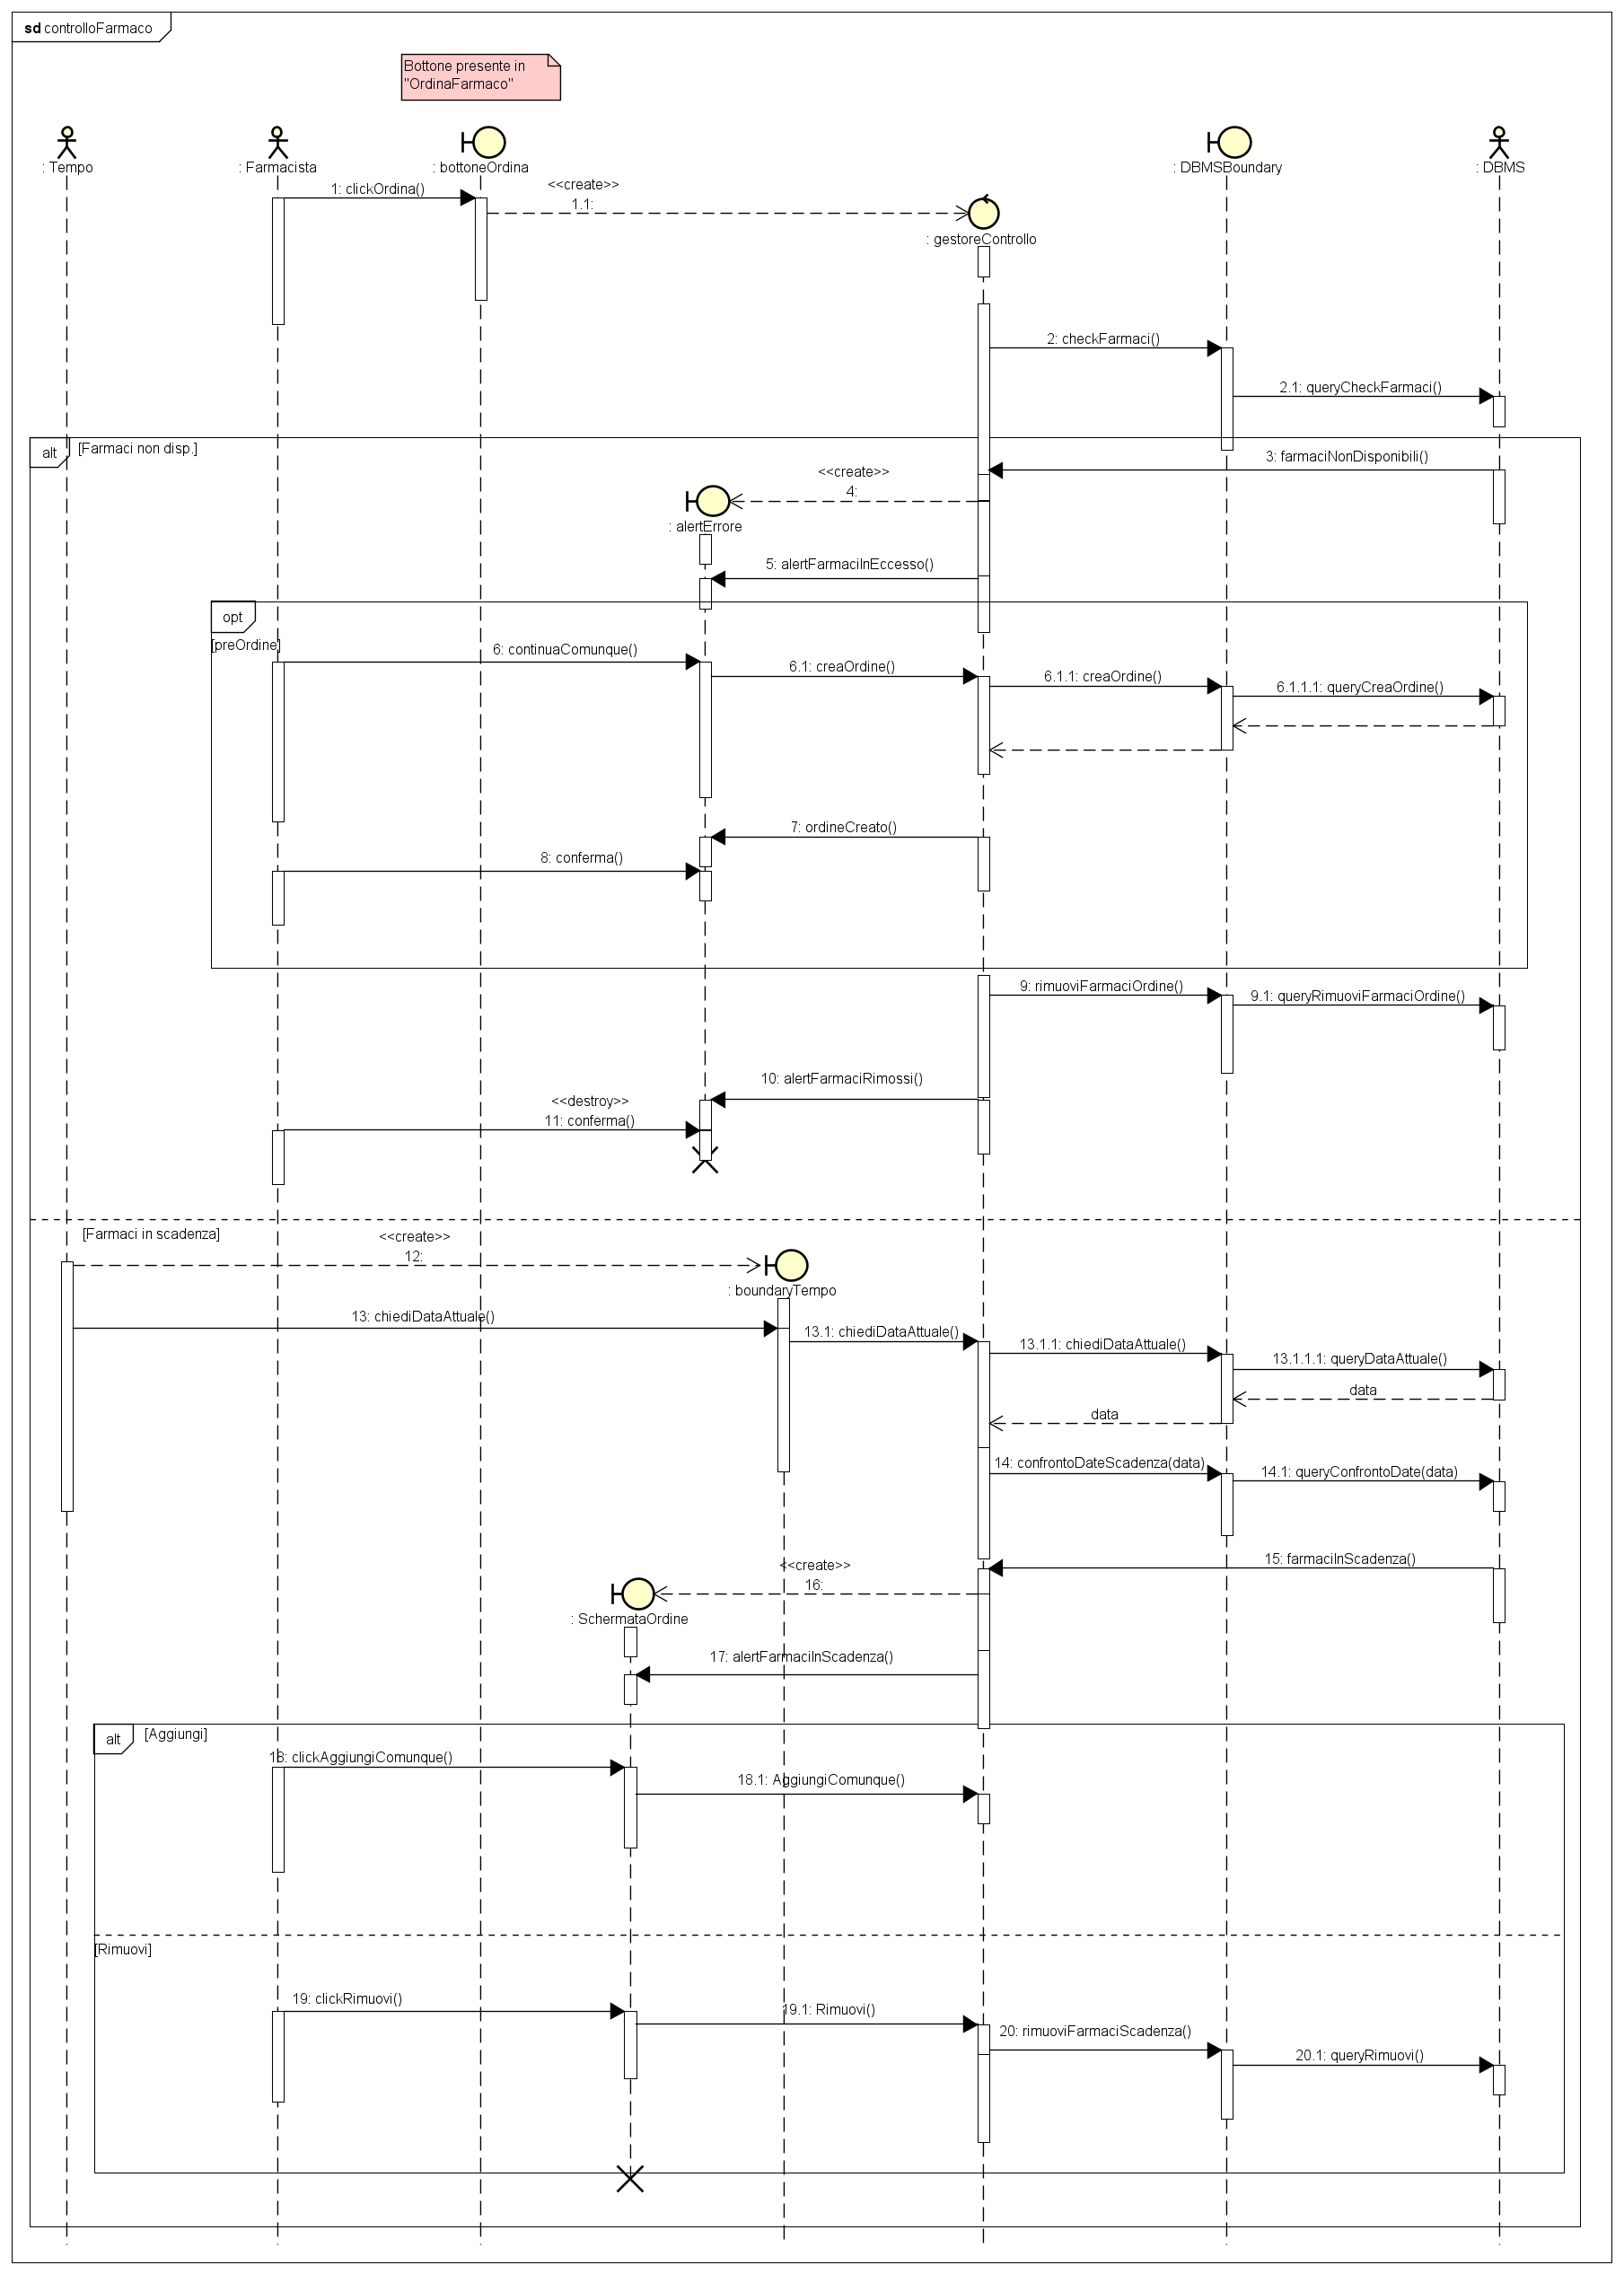 sd controlloFarmaco
Bottone presente in
"OrdinaFarmaco"
: Tempo
: Farmacista
: bottoneOrdina
: DBMSBoundary
: DBMS
1: clickOrdina()
<<create>>
1.1:
: gestoreControllo
2: checkFarmaci()
2.1: queryCheckFarmaci()
alt
[Farmaci non disp.]
3: farmaciNonDisponibili()
<<create>>
4:
: alertErrore
5: alertFarmaciInEccesso()
opt
[preOrdine]
6: continuaComunque()
6.1: creaOrdine()
6.1.1: creaOrdine()
6.1.1.1: queryCreaOrdine()
7: ordineCreato()
8: conferma()
9: rimuoviFarmaciOrdine()
9.1: queryRimuoviFarmaciOrdine()
10: alertFarmaciRimossi()
<<destroy>>
11: conferma()
[Farmaci in scadenza]
<<create>>
12:
: boundaryTempo
13: chiediDataAttuale()
13.1: chiediDataAttuale()
13.1.1: chiediDataAttuale()
13.1.1.1: queryDataAttuale()
data
data
14: confrontoDateScadenza(data)
14.1: queryConfrontoDate(data)
15: farmaciInScadenza()
<<create>>
16:
: SchermataOrdine
17: alertFarmaciInScadenza()
alt
[Aggiungi]
18: clickAggiungiComunque()
18.1: AggiungiComunque()
[Rimuovi]
19: clickRimuovi()
19.1: Rimuovi()
20: rimuoviFarmaciScadenza()
20.1: queryRimuovi()